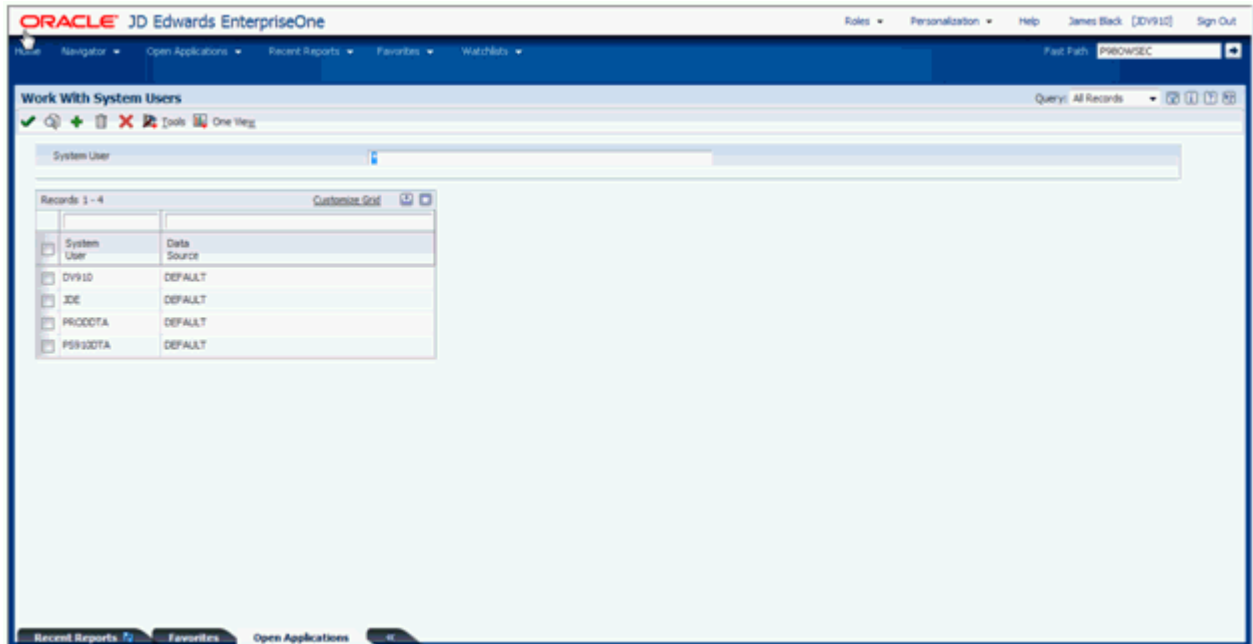 ORACLE JD Edwards EnterpriseOne
Roles Personalization Help James Black [JDV910] Sign Out
Home Navigator Open Applications Recent Reports Favorites Watchlists Fast Path P98OWSEC
Work With System Users Query: All Records
Tools One View
System User *
Records 1 - 4 Customize Grid
System User Data Source
DV910 DEFAULT
JDE DEFAULT
PRODDTA DEFAULT
PS910DTA DEFAULT
Recent Reports Favorites Open Applications <<